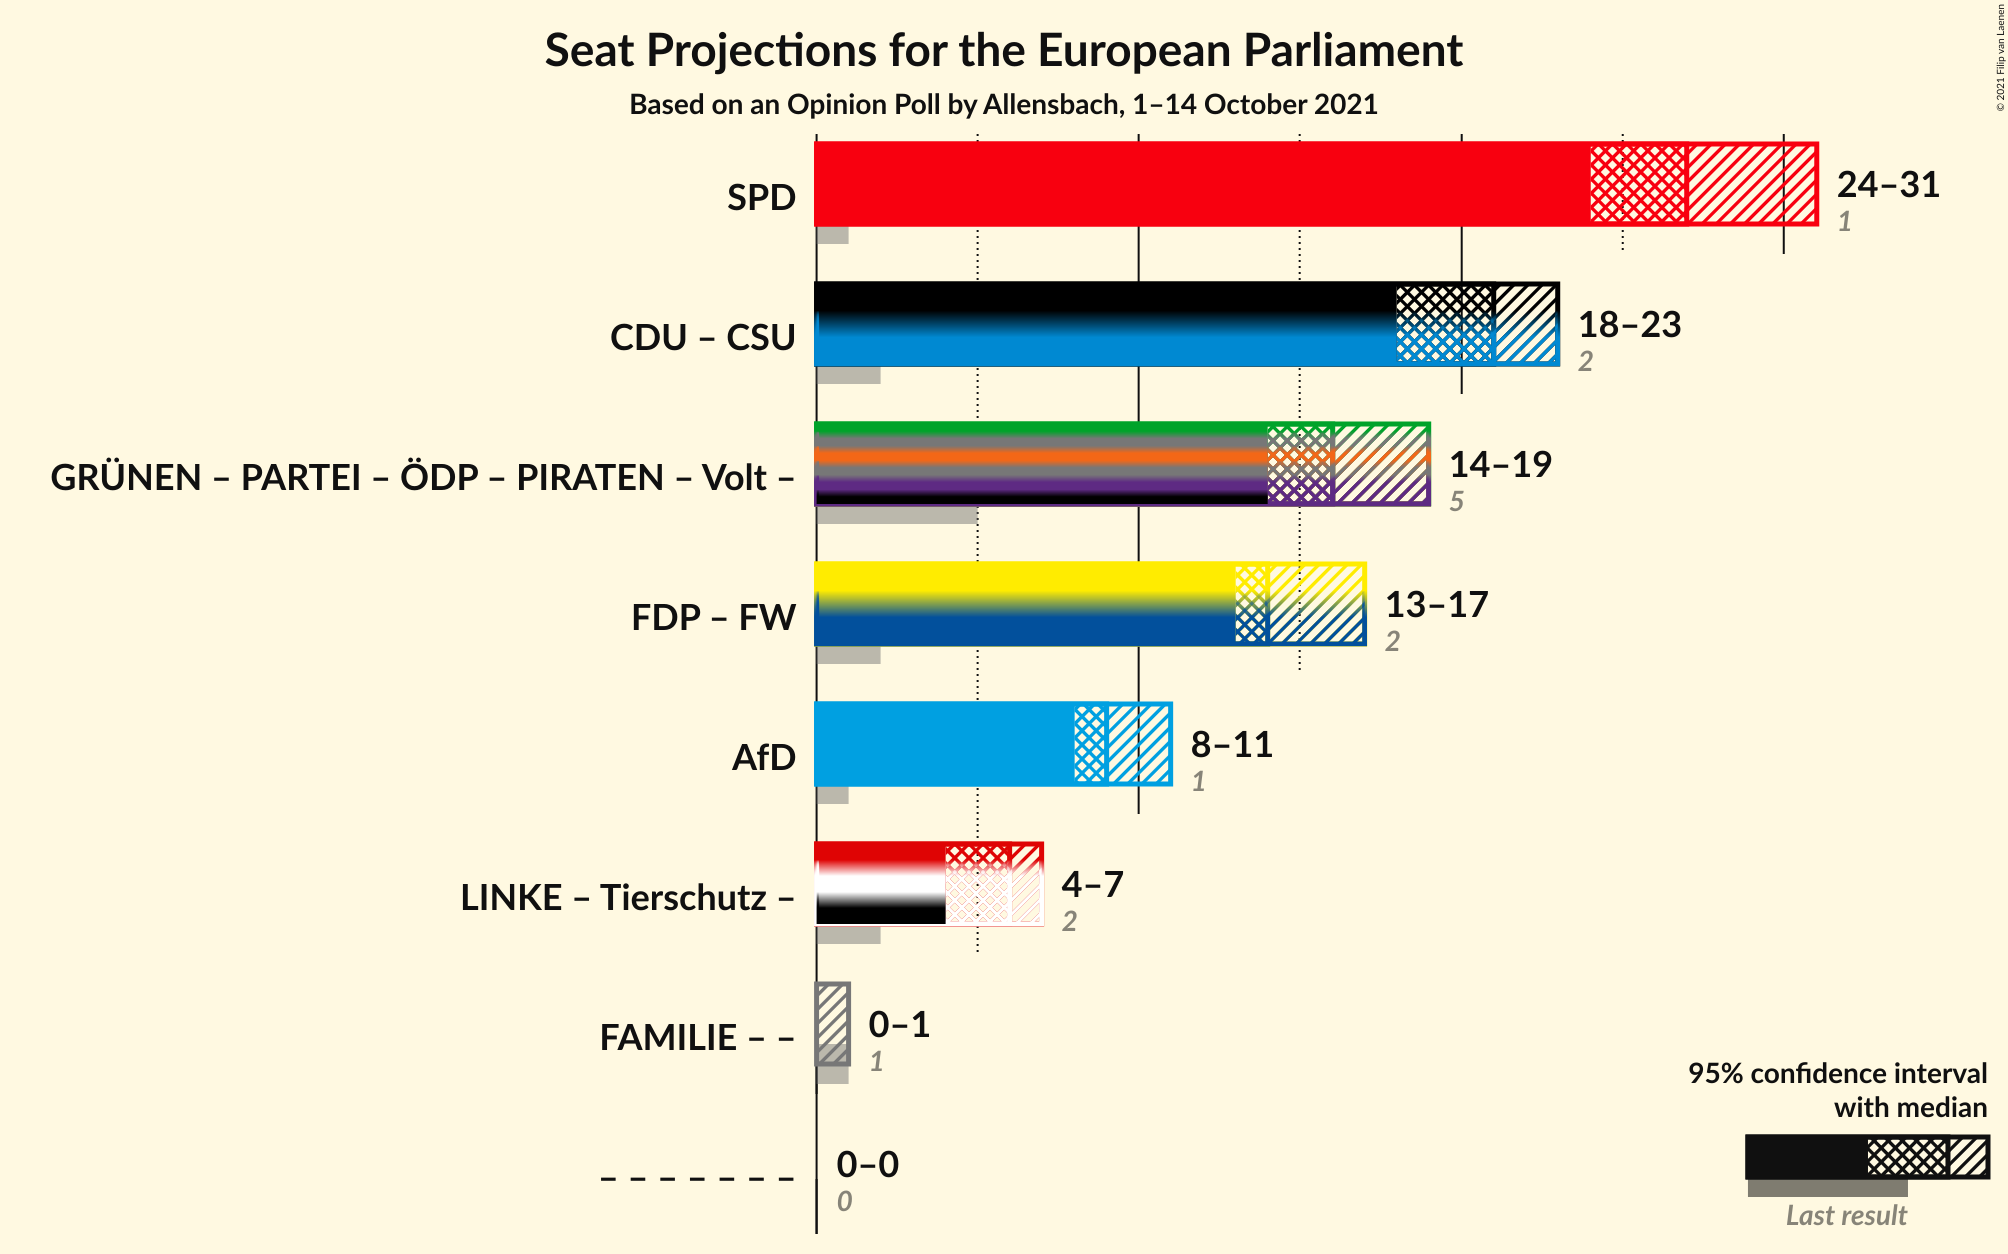 Seat Projections for the European Parliament
Based on an Opinion Poll by Allensbach, 1–14 October 2021
© 2021 Filip van Laenen
SPD
24–31
1
CDU – CSU
18–23
2
GRÜNEN – PARTEI – ÖDP – PIRATEN – Volt –
14–19
5
FDP – FW
13–17
2
AfD
8–11
1
LINKE – Tierschutz –
4–7
2
FAMILIE – –
0–1
1
– – – – – – –
0–0
0
95% confidence interval
with median
Last result